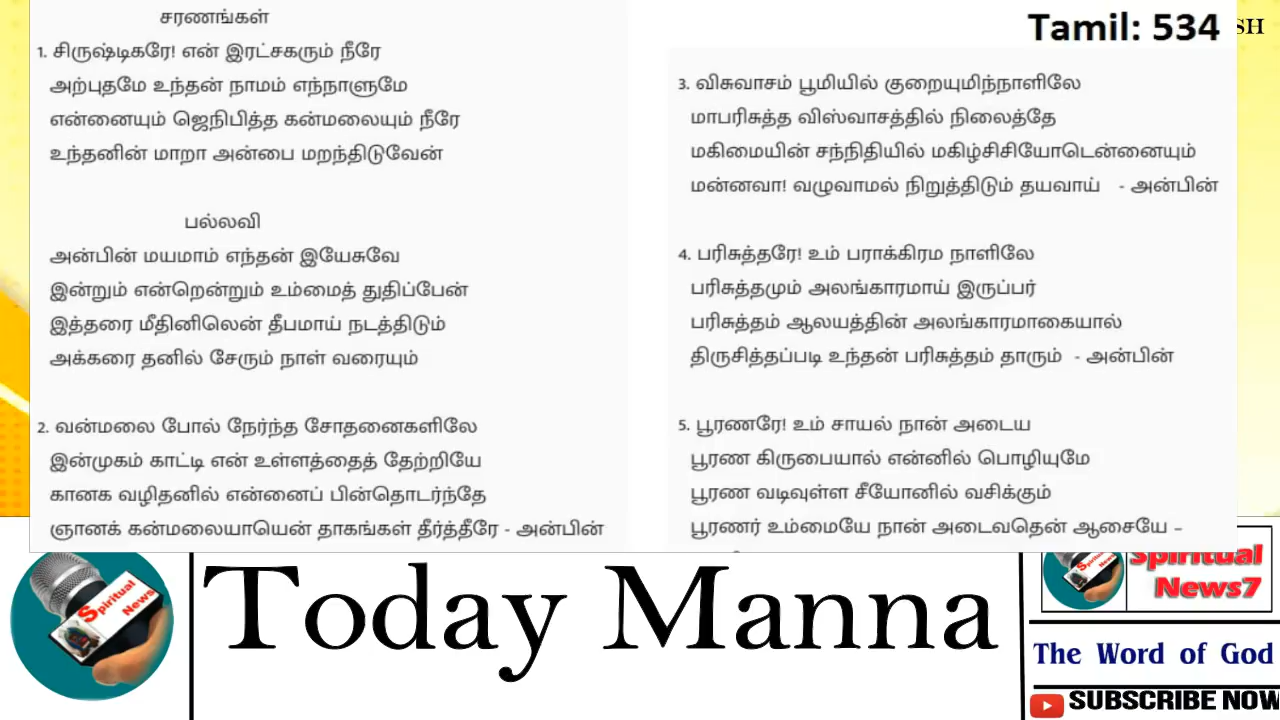 சரணங்கள்
1. சிருஷ்டிகரே! என் இரட்சகரும் நீரே
அற்புதமே உந்தன் நாமம் எந்நாளுமே
என்னையும் ஜெநிபித்த கன்மலையும் நீரே
உந்தனின் மாறா அன்பை மறந்திடுவேன்
பல்லவி
அன்பின் மயமாம் எந்தன் இயேசுவே
இன்றும் என்றென்றும் உம்மைத் துதிப்பேன்
இத்தரை மீதினிலென் தீபமாய் நடத்திடும்
அக்கரை தனில் சேரும் நாள் வரையும்
2. வன்மலை போல் நேர்ந்த சோதனைகளிலே
இன்முகம் காட்டி என் உள்ளத்தைத் தேற்றியே
கானக வழிதனில் என்னைப் பின்தொடர்ந்தே
ஞானக் கன்மலையாயென் தாகங்கள் தீர்த்தீரே - அன்பின்
Tamil: 534
SH
3. விசுவாசம் பூமியில் குறையுமிந்நாளிலே
மாபரிசுத்த விஸ்வாசத்தில் நிலைத்தே
மகிமையின் சந்நிதியில் மகிழ்சிசியோடென்னையும்
மன்னவா! வழுவாமல் நிறுத்திடும் தயவாய் - அன்பின்
4. பரிசுத்தரே! உம் பராக்கிரம நாளிலே
பரிசுத்தமும் அலங்காரமாய் இருப்பர்
பரிசுத்தம் ஆலயத்தின் அலங்காரமாகையால்
திருசித்தப்படி உந்தன் பரிசுத்தம் தாரும் - அன்பின்
5. பூரணரே! உம் சாயல் நான் அடைய
பூரண கிருபையால் என்னில் பொழியுமே
பூரண வடிவுள்ள சீயோனில் வசிக்கும்
பூரணர் உம்மையே நான் அடைவதென் ஆசையே –
Spiritual
News
Today Manna
Spiritual
News7
The Word of God
SUBSCRIBE NOW